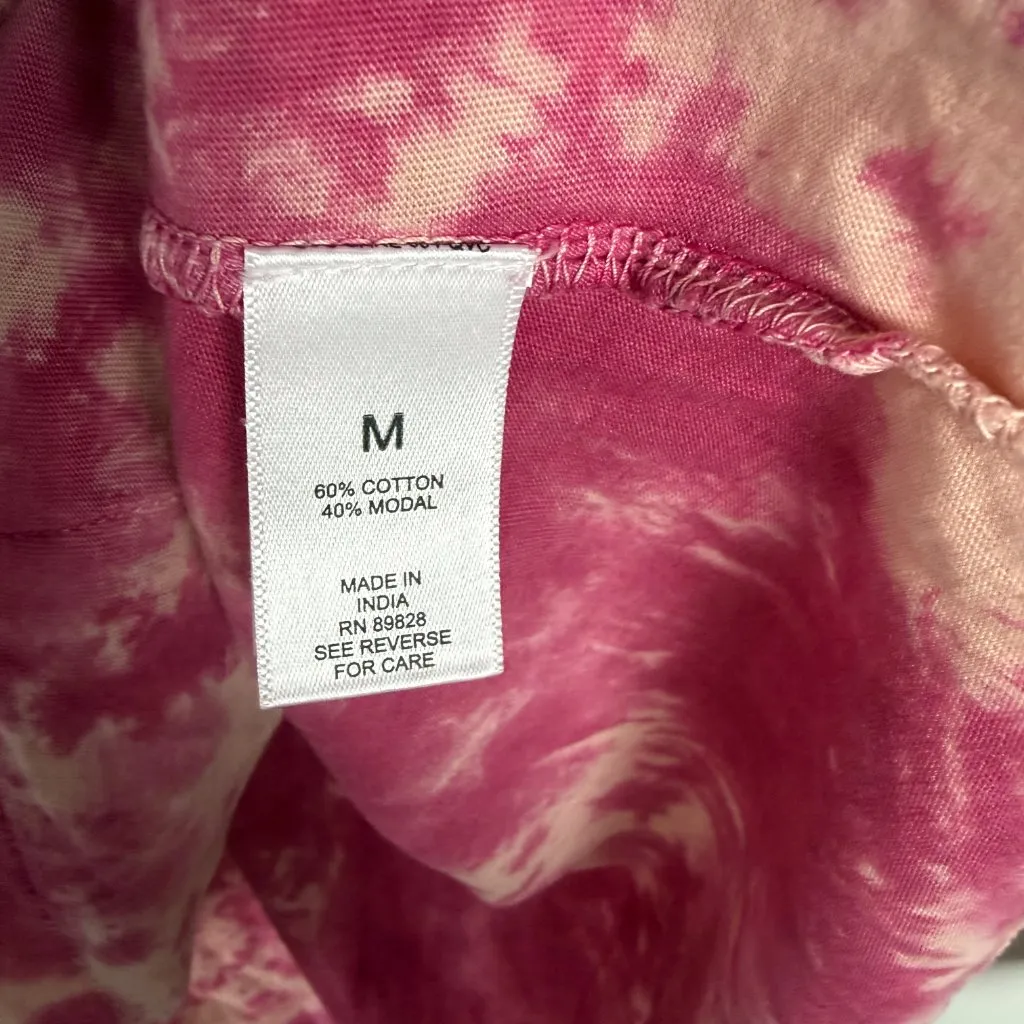 M
60% COTTON
40% MODAL
MADE IN
INDIA
RN 89828
SEE REVERSE
FOR CARE